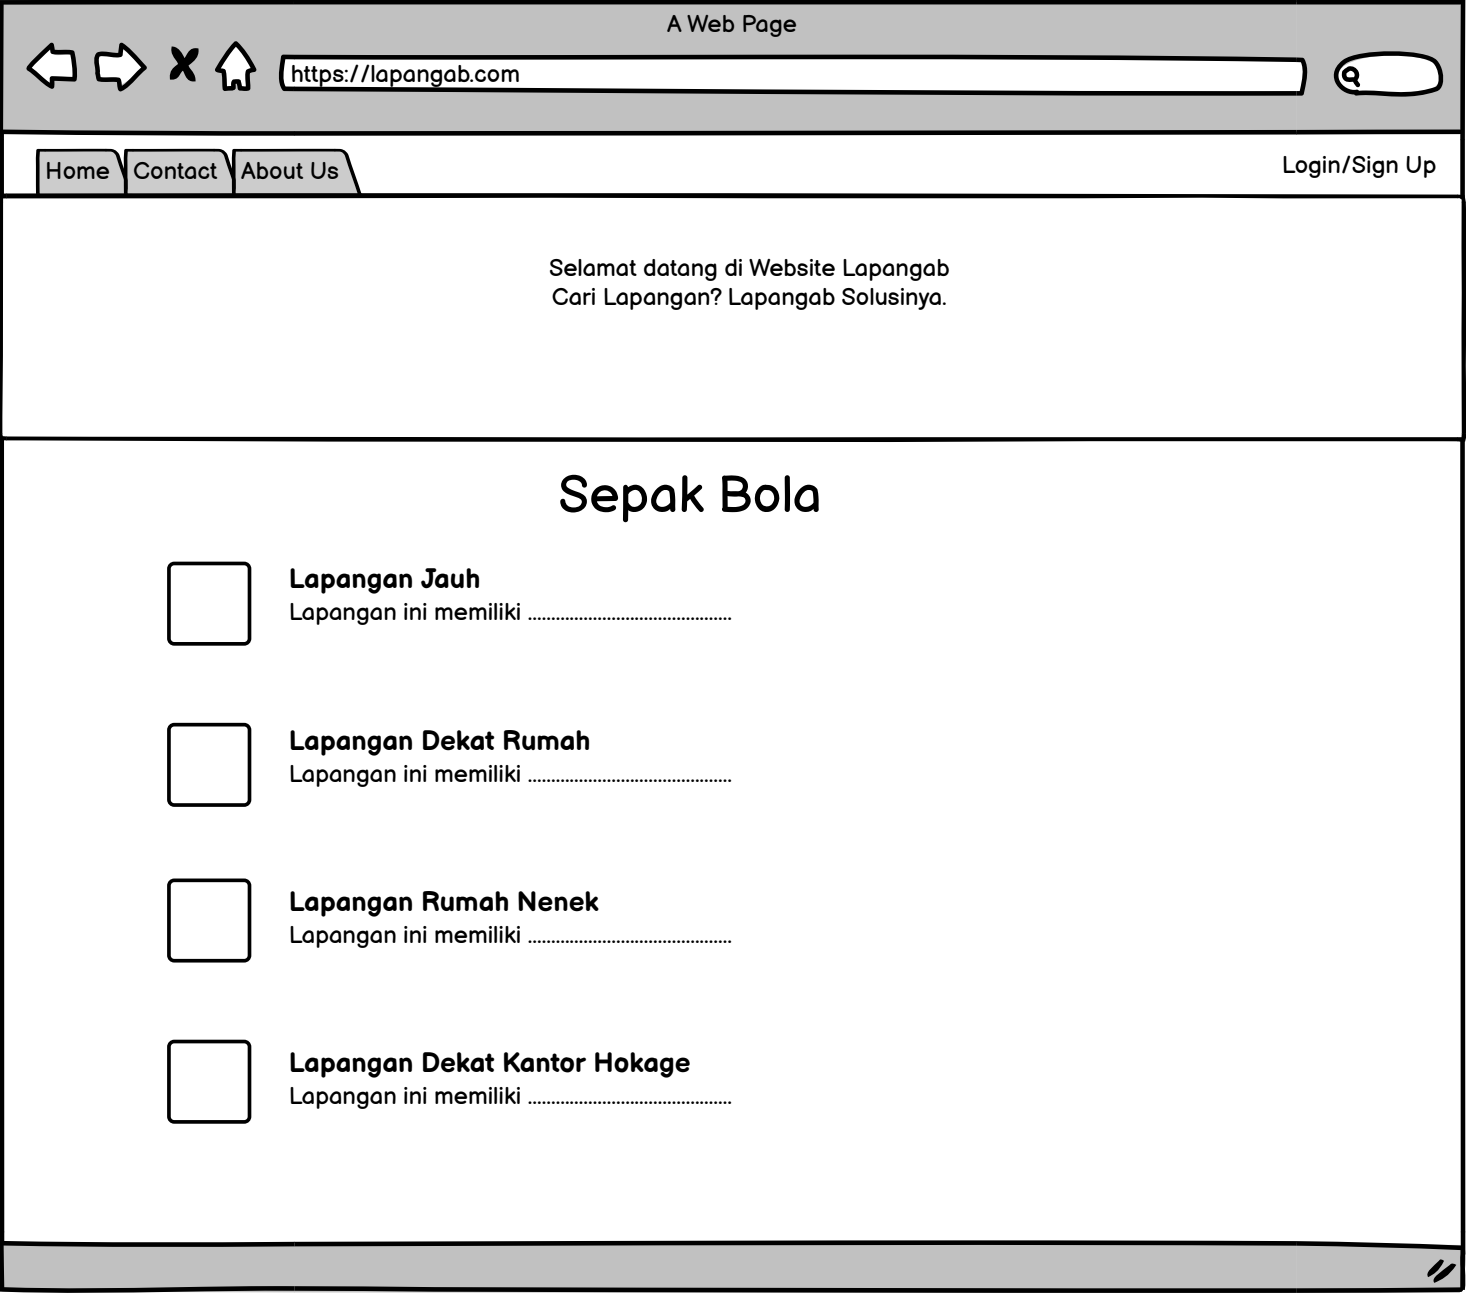 A Web Page
https://lapangab.com
Home Contact About Us Login/Sign Up
Selamat datang di Website Lapangab
Cari Lapangan? Lapangab Solusinya.
Sepak Bola
Lapangan Jauh
Lapangan ini memiliki ............................................
Lapangan Dekat Rumah
Lapangan ini memiliki ............................................
Lapangan Rumah Nenek
Lapangan ini memiliki ............................................
Lapangan Dekat Kantor Hokage
Lapangan ini memiliki ............................................